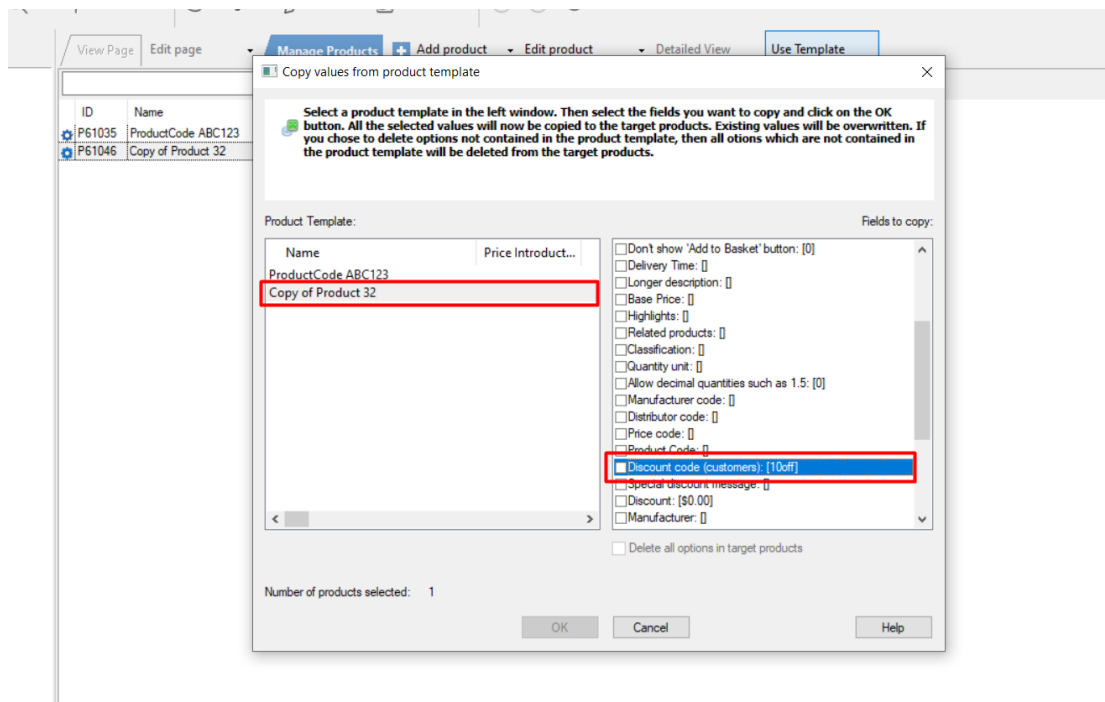 View Page Edit page Manage Products Add product Edit product Detailed View Use Template
Copy values from product template
ID Name
P61035 ProductCode ABC123
P61046 Copy of Product 32
Select a product template in the left window. Then select the fields you want to copy and click on the OK
button. All the selected values will now be copied to the target products. Existing values will be overwritten. If
you chose to delete options not contained in the product template, then all otions which are not contained in
the product template will be deleted from the target products.
Product Template:
Fields to copy:
Name Price Introduct...
ProductCode ABC123
Copy of Product 32
Don't show 'Add to Basket' button: [0]
Delivery Time: []
Longer description: []
Base Price: []
Highlights: []
Related products: []
Classification: []
Quantity unit: []
Allow decimal quantities such as 1.5: [0]
Manufacturer code: []
Distributor code: []
Price code: []
Product Code: []
Discount code (customers): [10off]
Special discount message: []
Discount: [$0.00]
Manufacturer: []
Delete all options in target products
Number of products selected: 1
OK Cancel Help